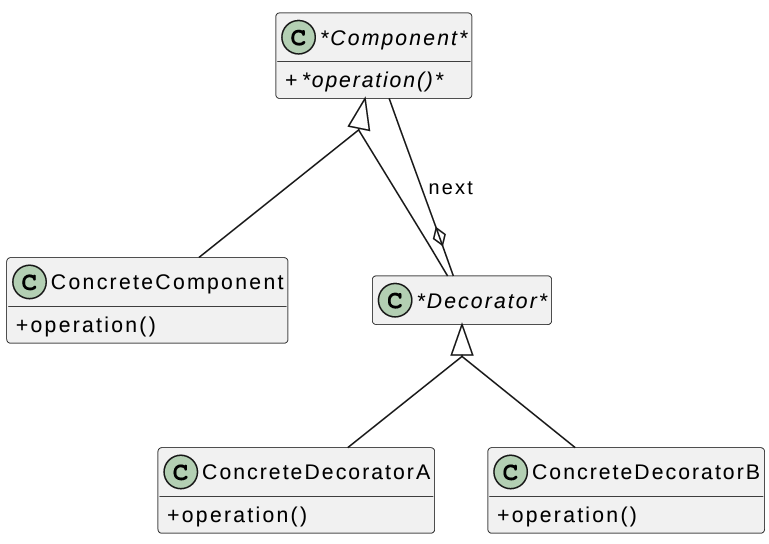 C *Component*
+ *operation()*
next
C ConcreteComponent
+operation()
C *Decorator*
C ConcreteDecoratorA
+operation()
C ConcreteDecoratorB
+operation()